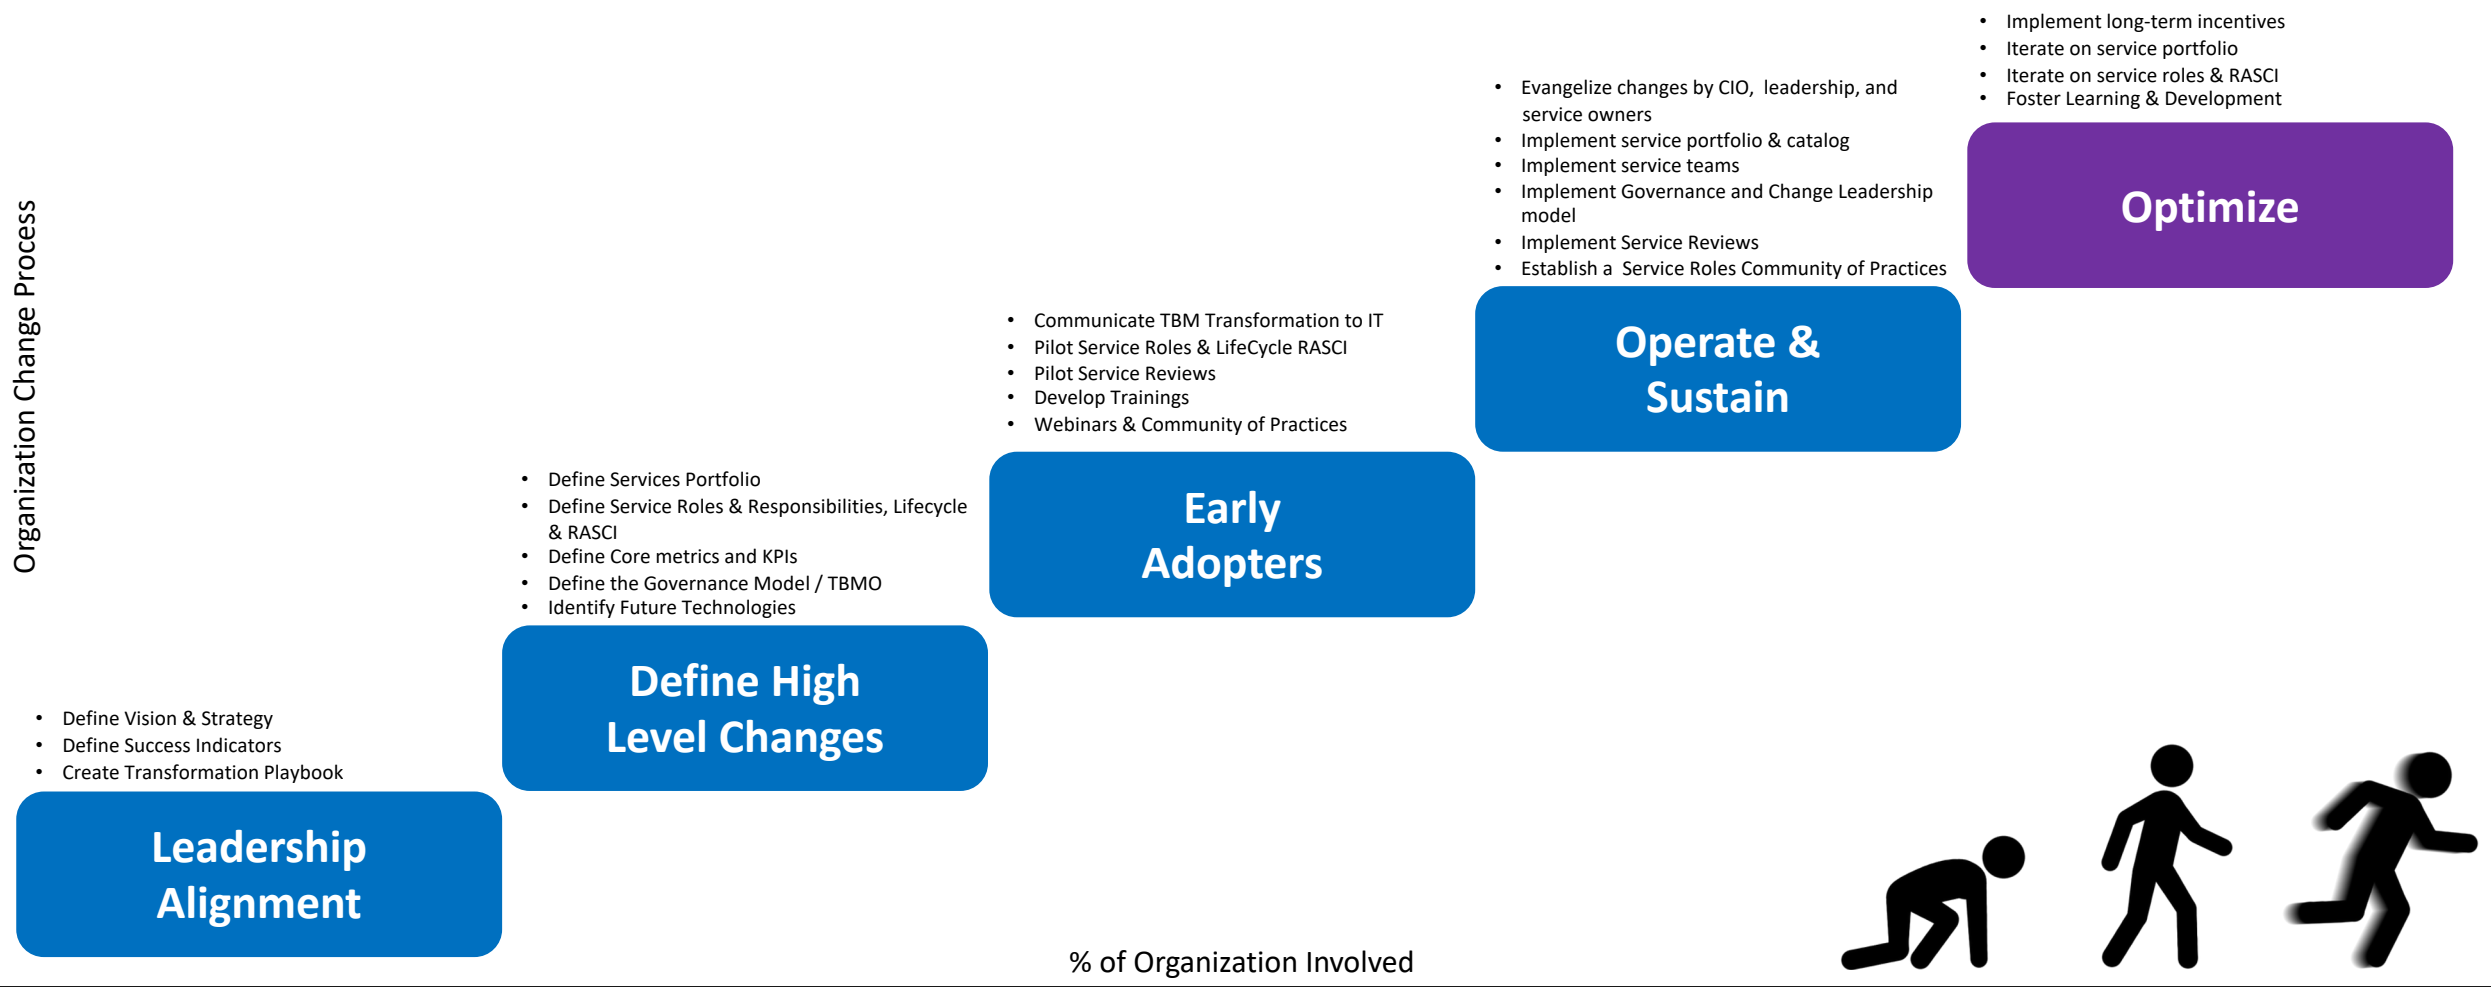 • Implement long-term incentives
• Iterate on service portfolio
• Iterate on service roles & RASCI
• Foster Learning & Development
Optimize
• Evangelize changes by CIO, leadership, and
service owners
• Implement service portfolio & catalog
• Implement service teams
• Implement Governance and Change Leadership
model
• Implement Service Reviews
• Establish a Service Roles Community of Practices
Operate &
Sustain
• Communicate TBM Transformation to IT
• Pilot Service Roles & LifeCycle RASCI
• Pilot Service Reviews
• Develop Trainings
• Webinars & Community of Practices
Early
Adopters
• Define Services Portfolio
• Define Service Roles & Responsibilities, Lifecycle
& RASCI
• Define Core metrics and KPIs
• Define the Governance Model / TBMO
• Identify Future Technologies
Define High
Level Changes
• Define Vision & Strategy
• Define Success Indicators
• Create Transformation Playbook
Leadership
Alignment
Organization Change Process
% of Organization Involved